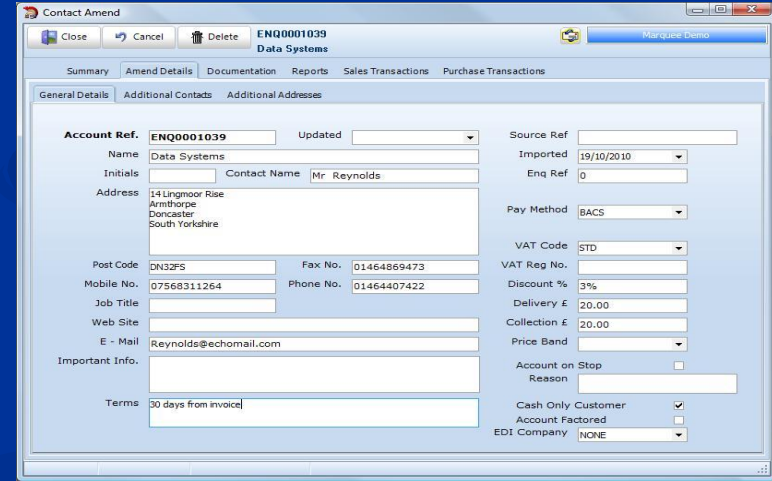 Contact Amend
Close Cancel Delete ENQ0001039 Marquee Demo
Data Systems
Summary Amend Details Documentation Reports Sales Transactions Purchase Transactions
General Details Additional Contacts Additional Addresses
Account Ref. ENQ0001039 Updated Source Ref
Name Data Systems Imported 19/10/2010
Initials Contact Name Mr Reynolds Enq Ref 0
Address 14 Lingmoor Rise
Armthorpe
Doncaster Pay Method BACS
South Yorkshire
VAT Code STD
Post Code DN32FS Fax No. 01464869473 VAT Reg No.
Mobile No. 07568311264 Phone No. 01464407422 Discount % 3%
Job Title Delivery £ 20.00
Web Site Collection £ 20.00
E - Mail Reynolds@echomail.com Price Band
Important Info. Account on Stop
Reason
Terms 30 days from invoice Cash Only Customer
Account Factored
EDI Company NONE